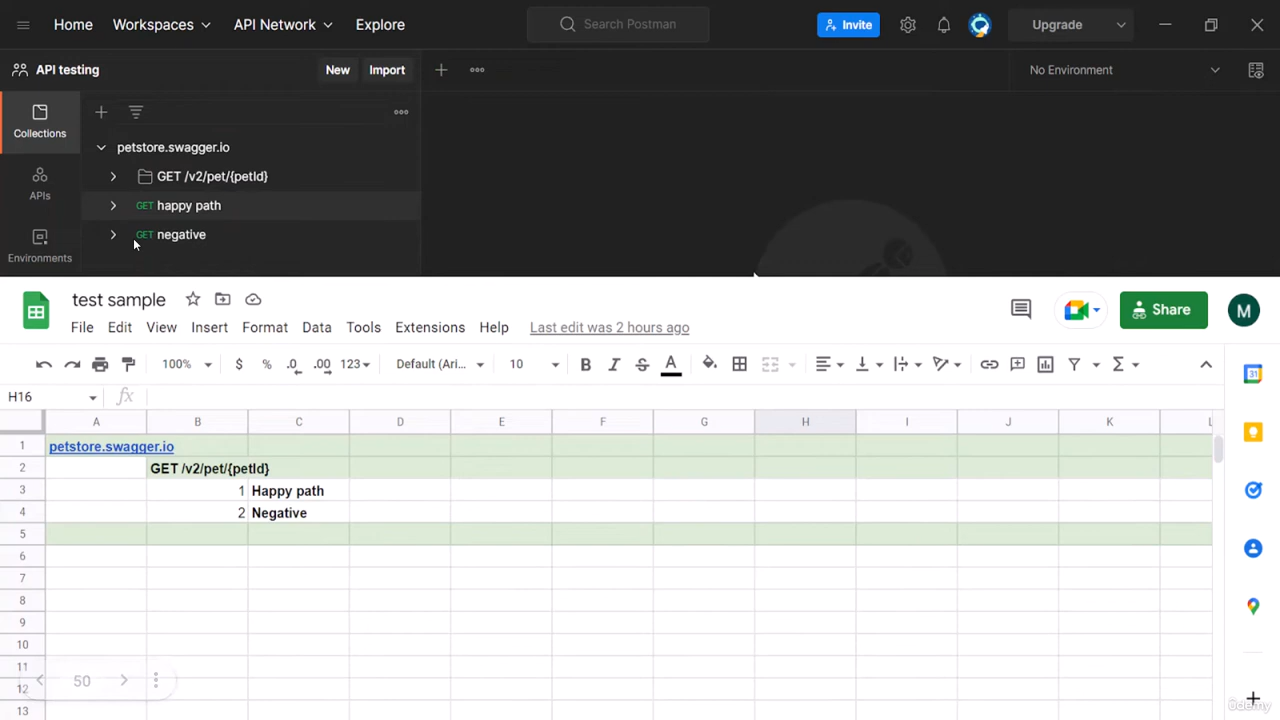 Home Workspaces API Network Explore Search Postman Invite Upgrade
API testing New Import No Environment
Collections
petstore.swagger.io
GET /v2/pet/{petId}
APIs
GET happy path
GET negative
Environments
test sample
Share M
File Edit View Insert Format Data Tools Extensions Help Last edit was 2 hours ago
100% $ % .0 .00 123 Default (Ari... 10 B I S A
31
H16 fx
A B C D E F G H I J K L
1 petstore.swagger.io
2 GET /v2/pet/{petId}
3 1 Happy path
4 2 Negative
5
6
7
8
9
10
11
12
13
50
ûdemy